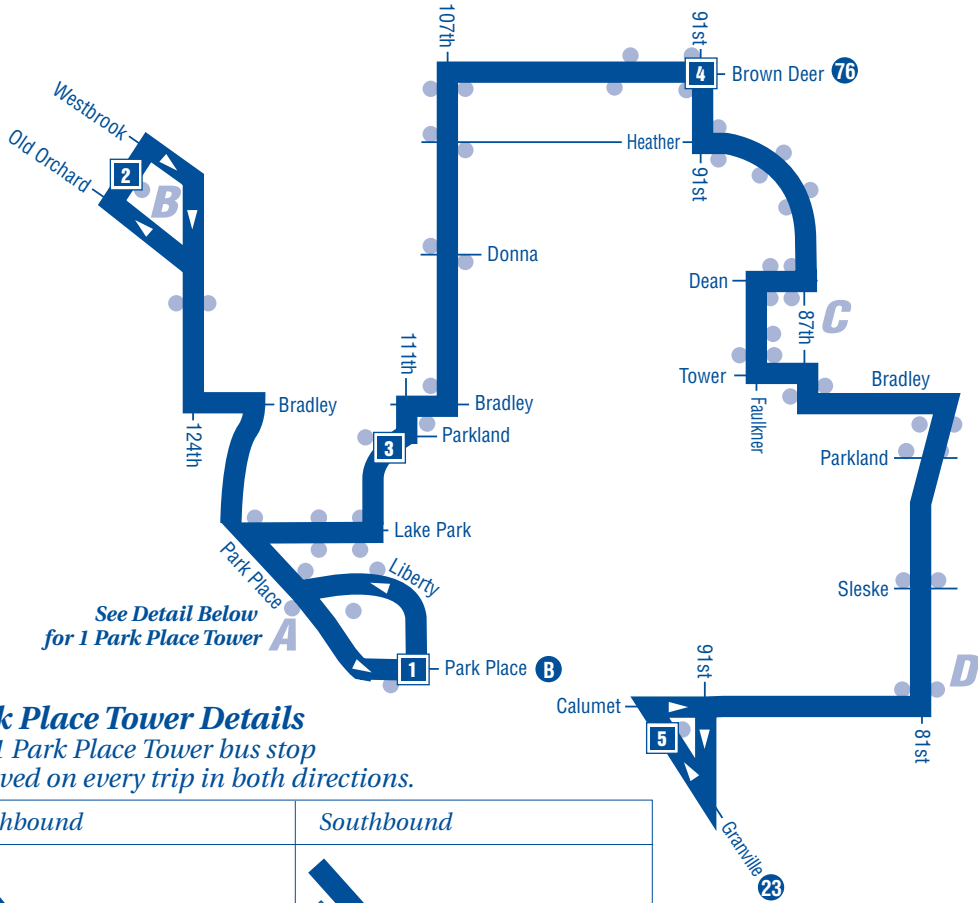 107th
91st
4
Brown Deer 76
Westbrook
Old Orchard
Heather
91st
2
B
Donna
Dean
87th
C
111th
Tower
Bradley
Bradley
Bradley
Faulkner
124th
Parkland
3
Parkland
Lake Park
Park Place
Liberty
Sleske
See Detail Below
for 1 Park Place Tower
A
1
Park Place B
91st
D
Calumet
5
81st
k Place Tower Details
1 Park Place Tower bus stop
ved on every trip in both directions.
hbound
Southbound
Granville
23